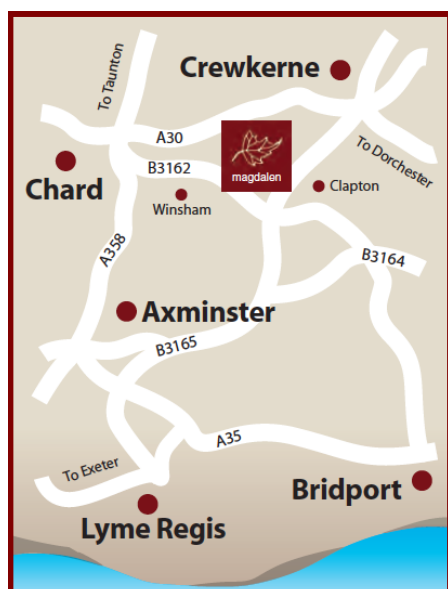 To Taunton
Crewkerne
A30
To Dorchester
B3162
magdalen
Chard
Winsham
Clapton
A358
B3164
Axminster
B3165
A35
To Exeter
Bridport
Lyme Regis